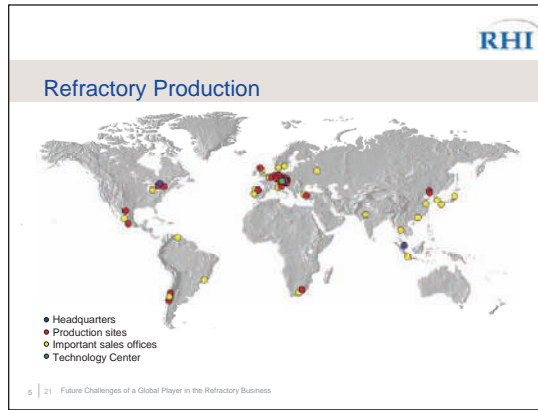 RHI
Refractory Production
Headquarters
Production sites
Important sales offices
Technology Center
5 | 21 Future Challenges of a Global Player in the Refractory Business